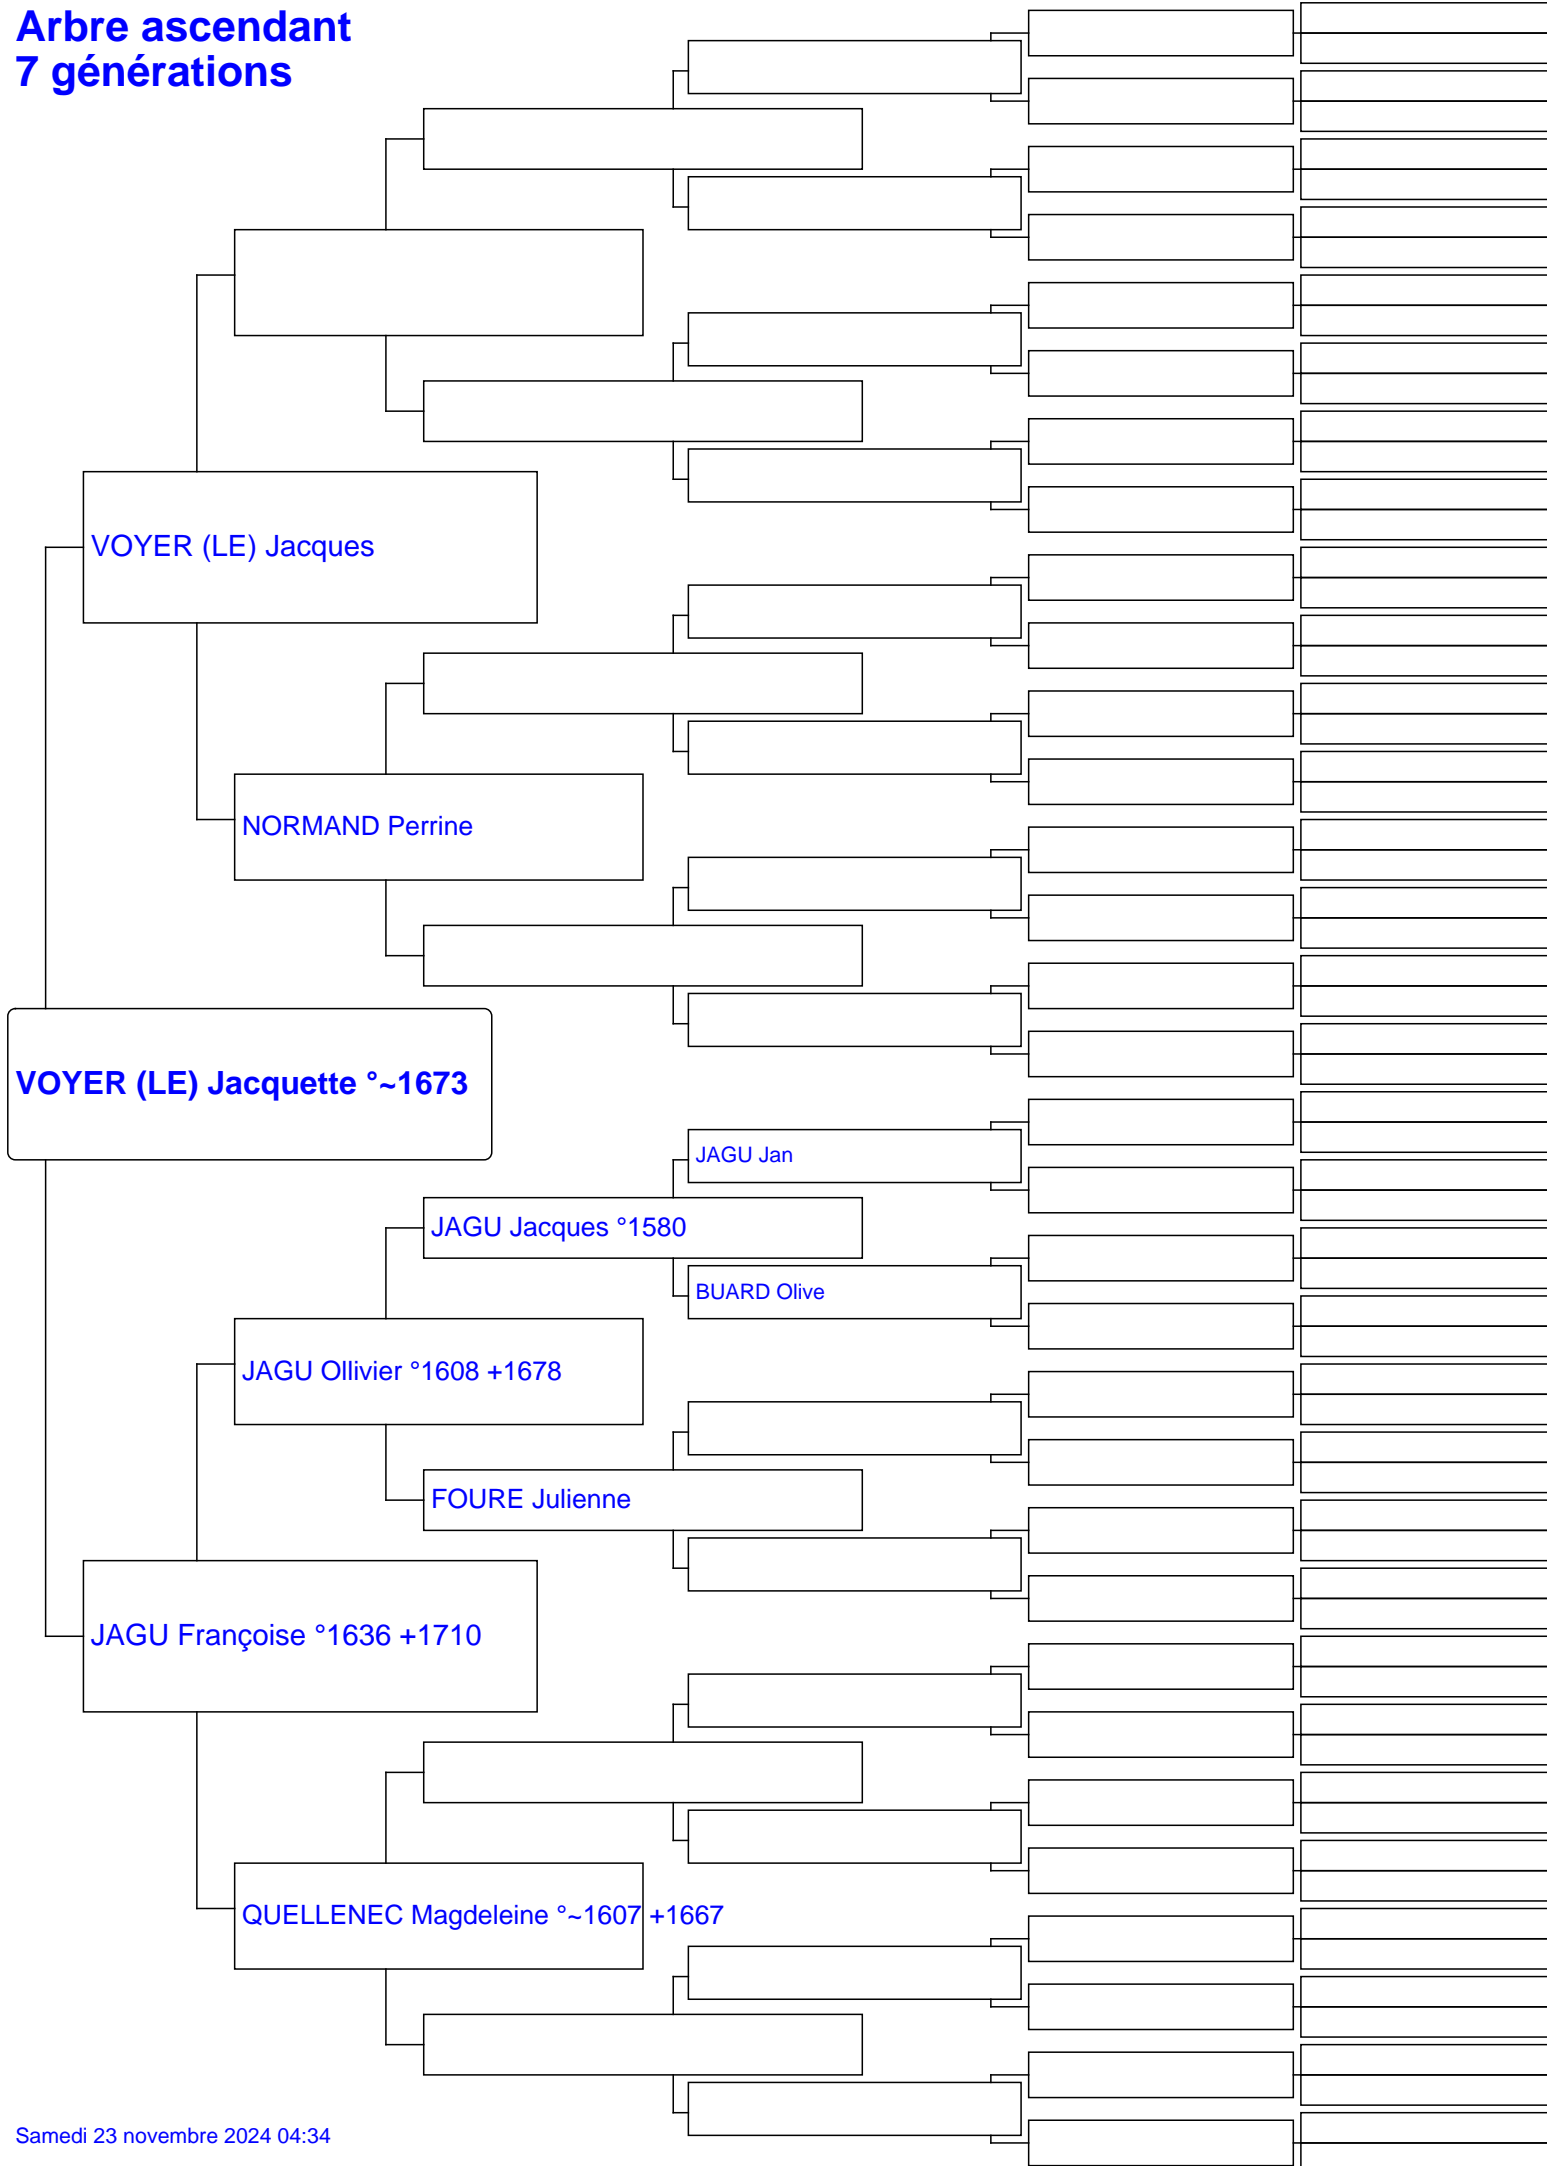 Arbre ascendant
7 générations
VOYER (LE) Jacques
NORMAND Perrine
VOYER (LE) Jacquette °~1673
JAGU Jan
JAGU Jacques °1580
BUARD Olive
JAGU Ollivier °1608 +1678
FOURE Julienne
JAGU Françoise °1636 +1710
QUELLENEC Magdeleine °~1607 +1667
Samedi 23 novembre 2024 04:34